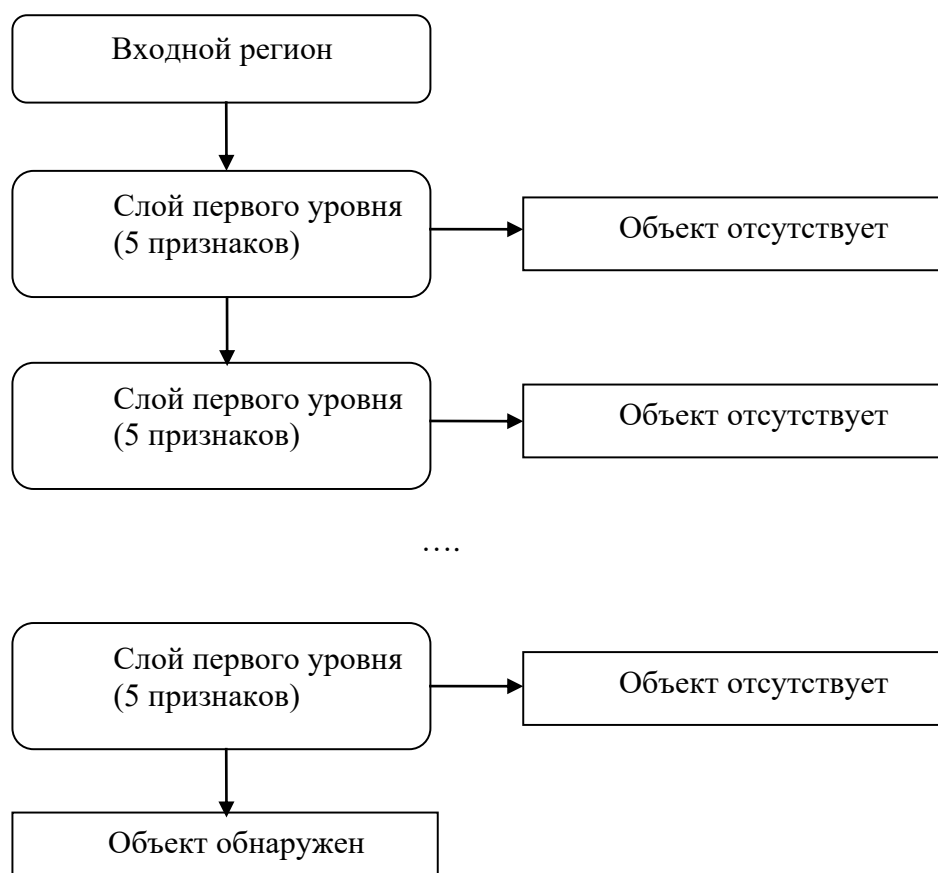 Входной регион
Слой первого уровня
(5 признаков)
Объект отсутствует
Слой первого уровня
(5 признаков)
Объект отсутствует
….
Слой первого уровня
(5 признаков)
Объект отсутствует
Объект обнаружен